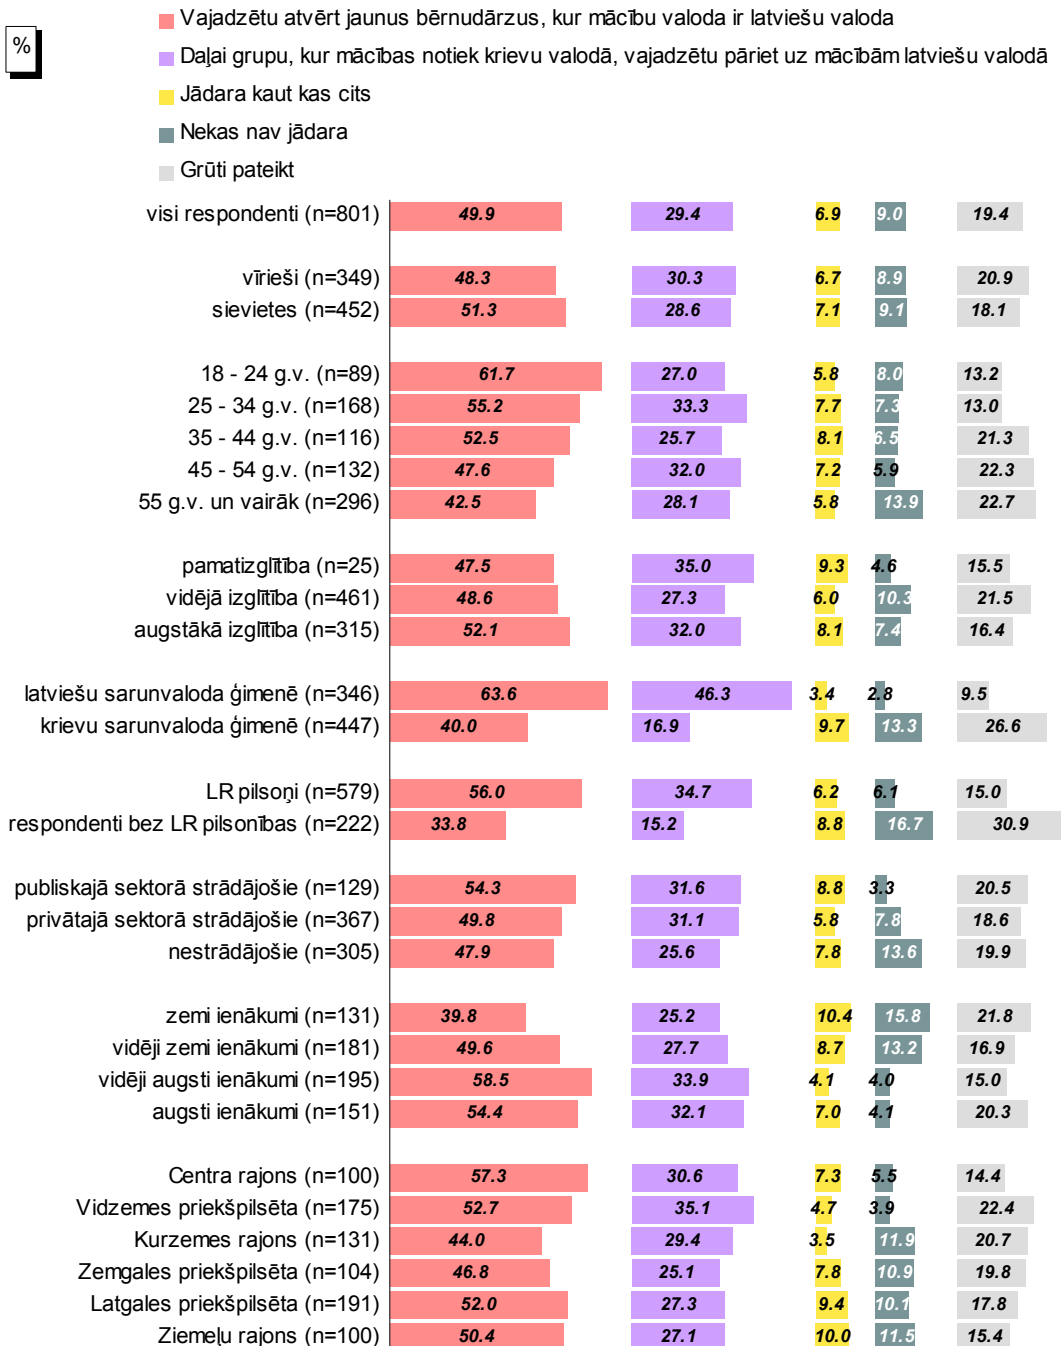 %
Vajadzētu atvērt jaunus bērnudārzus, kur mācību valoda ir latviešu valoda
Daļai grupu, kur mācības notiek krievu valodā, vajadzētu pāriet uz mācībām latviešu valodā
Jādara kaut kas cits
Nekas nav jādara
Grūti pateikt
visi respondenti (n=801) 49.9 29.4 6.9 9.0 19.4
vīrieši (n=349) 48.3 30.3 6.7 8.9 20.9
sievietes (n=452) 51.3 28.6 7.1 9.1 18.1
18 - 24 g.v. (n=89) 61.7 27.0 5.8 8.0 13.2
25 - 34 g.v. (n=168) 55.2 33.3 7.7 7.3 13.0
35 - 44 g.v. (n=116) 52.5 25.7 8.1 6.5 21.3
45 - 54 g.v. (n=132) 47.6 32.0 7.2 5.9 22.3
55 g.v. un vairāk (n=296) 42.5 28.1 5.8 13.9 22.7
pamatizglītība (n=25) 47.5 35.0 9.3 4.6 15.5
vidējā izglītība (n=461) 48.6 27.3 6.0 10.3 21.5
augstākā izglītība (n=315) 52.1 32.0 8.1 7.4 16.4
latviešu sarunvaloda ģimenē (n=346) 63.6 46.3 3.4 2.8 9.5
krievu sarunvaloda ģimenē (n=447) 40.0 16.9 9.7 13.3 26.6
LR pilsoņi (n=579) 56.0 34.7 6.2 6.1 15.0
respondenti bez LR pilsonības (n=222) 33.8 15.2 8.8 16.7 30.9
publiskajā sektorā strādājošie (n=129) 54.3 31.6 8.8 3.3 20.5
privātajā sektorā strādājošie (n=367) 49.8 31.1 5.8 7.8 18.6
nestrādājošie (n=305) 47.9 25.6 7.8 13.6 19.9
zemi ienākumi (n=131) 39.8 25.2 10.4 15.8 21.8
vidēji zemi ienākumi (n=181) 49.6 27.7 8.7 13.2 16.9
vidēji augsti ienākumi (n=195) 58.5 33.9 4.1 4.0 15.0
augsti ienākumi (n=151) 54.4 32.1 7.0 4.1 20.3
Centra rajons (n=100) 57.3 30.6 7.3 5.5 14.4
Vidzemes priekšpilsēta (n=175) 52.7 35.1 4.7 3.9 22.4
Kurzemes rajons (n=131) 44.0 29.4 3.5 11.9 20.7
Zemgales priekšpilsēta (n=104) 46.8 25.1 7.8 10.9 19.8
Latgales priekšpilsēta (n=191) 52.0 27.3 9.4 10.1 17.8
Ziemeļu rajons (n=100) 50.4 27.1 10.0 11.5 15.4